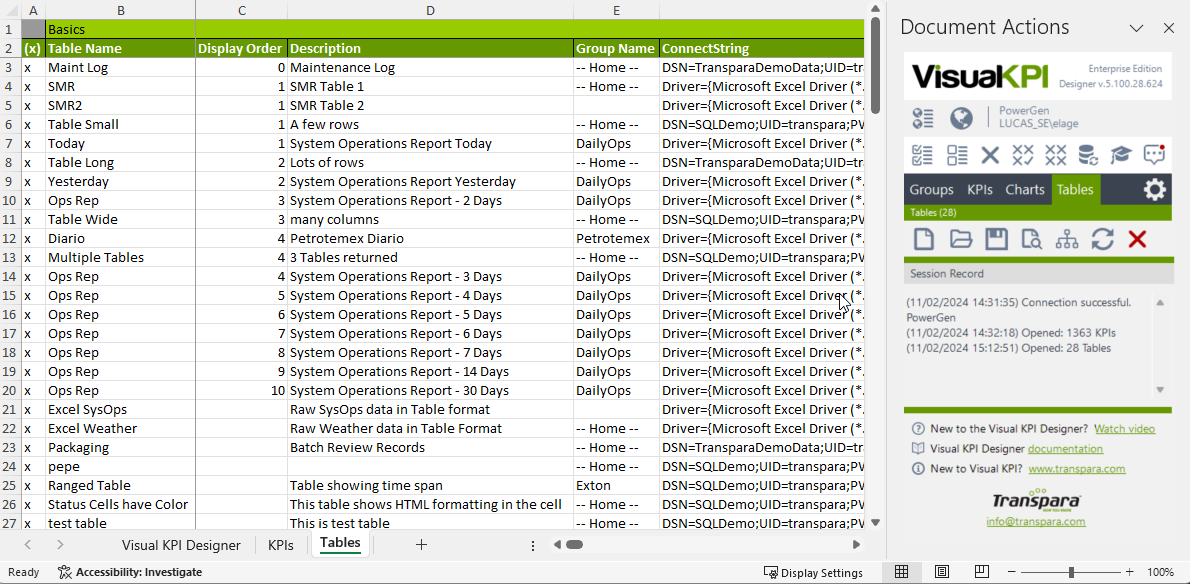 A B C D E
1 Basics
2 (x) Table Name Display Order Description Group Name ConnectString
3 x Maint Log 0 Maintenance Log -- Home -- DSN=TransparaDemoData;UID=tra
4 x SMR 1 SMR Table 1 -- Home -- Driver={Microsoft Excel Driver (*.
5 x SMR2 1 SMR Table 2 Driver={Microsoft Excel Driver (*.
6 x Table Small 1 A few rows -- Home -- DSN=SQLDemo;UID=transpara;PW
7 x Today 1 System Operations Report Today DailyOps Driver={Microsoft Excel Driver (*.
8 x Table Long 2 Lots of rows -- Home -- DSN=TransparaDemoData;UID=tra
9 x Yesterday 2 System Operations Report Yesterday DailyOps Driver={Microsoft Excel Driver (*.
10 x Ops Rep 3 System Operations Report - 2 Days DailyOps Driver={Microsoft Excel Driver (*.
11 x Table Wide 3 many columns -- Home -- DSN=SQLDemo;UID=transpara;PW
12 x Diario 4 Petrotemex Diario Petrotemex Driver={Microsoft Excel Driver (*.
13 x Multiple Tables 4 3 Tables returned -- Home -- DSN=SQLDemo;UID=transpara;PW
14 x Ops Rep 4 System Operations Report - 3 Days DailyOps Driver={Microsoft Excel Driver (*.
15 x Ops Rep 5 System Operations Report - 4 Days DailyOps Driver={Microsoft Excel Driver (*.
16 x Ops Rep 6 System Operations Report - 5 Days DailyOps Driver={Microsoft Excel Driver (*.
17 x Ops Rep 7 System Operations Report - 6 Days DailyOps Driver={Microsoft Excel Driver (*.
18 x Ops Rep 8 System Operations Report - 7 Days DailyOps Driver={Microsoft Excel Driver (*.
19 x Ops Rep 9 System Operations Report - 14 Days DailyOps Driver={Microsoft Excel Driver (*.
20 x Ops Rep 10 System Operations Report - 30 Days DailyOps Driver={Microsoft Excel Driver (*.
21 x Excel SysOps Raw SysOps data in Table format Driver={Microsoft Excel Driver (*.
22 x Excel Weather Raw Weather data in Table Format -- Home -- Driver={Microsoft Excel Driver (*.
23 x Packaging Batch Review Records -- Home -- DSN=TransparaDemoData;UID=tra
24 x pepe -- Home -- DSN=SQLDemo;UID=transpara;PW
25 x Ranged Table Table showing time span Exton DSN=SQLDemo;UID=transpara;PW
26 x Status Cells have Color This table shows HTML formatting in the cell -- Home -- DSN=SQLDemo;UID=transpara;PW
27 x test table This is test table -- Home -- DSN=SQLDemo;UID=transpara;PW
Visual KPI Designer KPIs Tables
Ready Accessibility: Investigate Display Settings 100%
Document Actions
VisualKPI
Enterprise Edition
Designer v.5.100.28.624
PowerGen
LUCAS_SE\elage
Groups KPIs Charts Tables
Tables (28)
Session Record
(11/02/2024 14:31:35) Connection successful.
PowerGen
(11/02/2024 14:32:18) Opened: 1363 KPIs
(11/02/2024 15:12:51) Opened: 28 Tables
New to the Visual KPI Designer? Watch video
Visual KPI Designer documentation
New to Visual KPI? www.transpara.com
Transpara
info@transpara.com